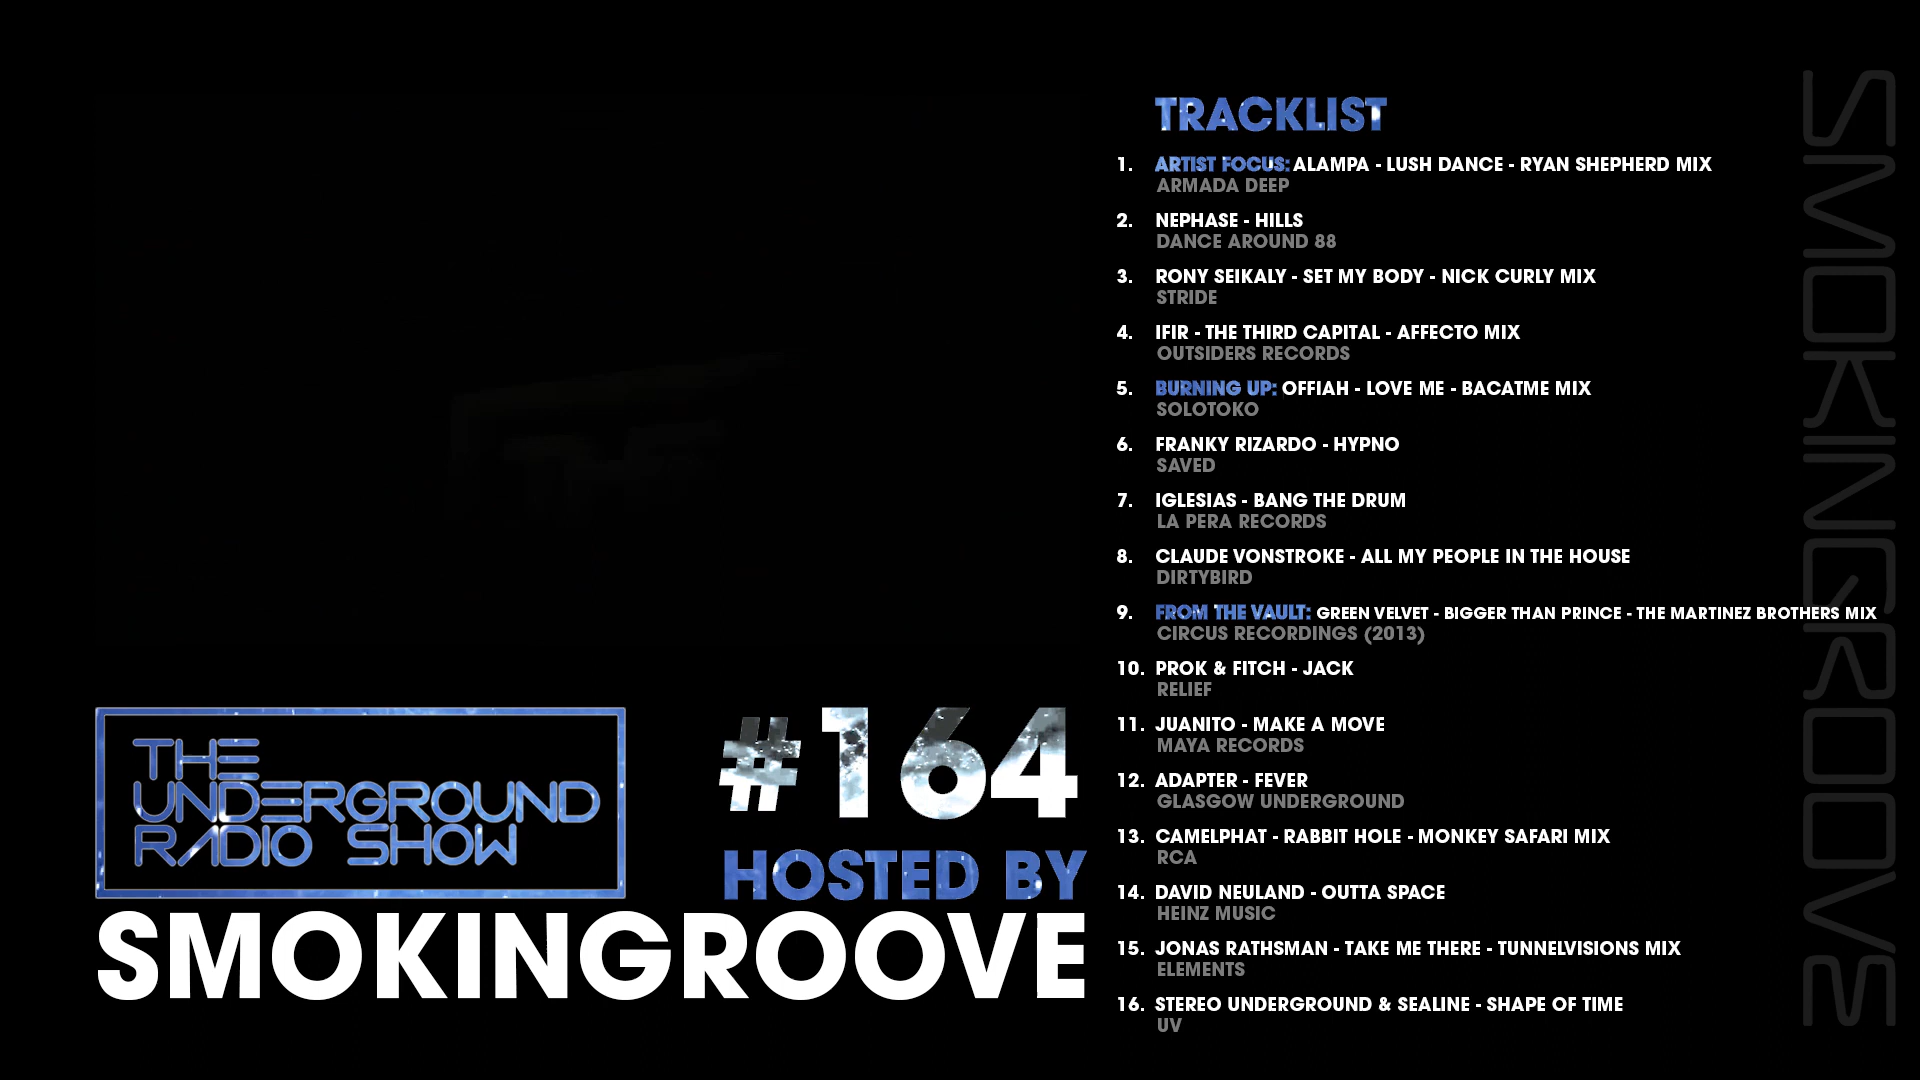 TRACKLIST
1. ARTIST FOCUS: ALAMPA - LUSH DANCE - RYAN SHEPHERD MIX
ARMADA DEEP
2. NEPHASE - HILLS
DANCE AROUND 88
3. RONY SEIKALY - SET MY BODY - NICK CURLY MIX
STRIDE
4. IFIR - THE THIRD CAPITAL - AFFECTO MIX
OUTSIDERS RECORDS
5. BURNING UP: OFFIAH - LOVE ME - BACATME MIX
SOLOTOKO
6. FRANKY RIZARDO - HYPNO
SAVED
7. IGLESIAS - BANG THE DRUM
LA PERA RECORDS
8. CLAUDE VONSTROKE - ALL MY PEOPLE IN THE HOUSE
DIRTYBIRD
9. FROM THE VAULT: GREEN VELVET - BIGGER THAN PRINCE - THE MARTINEZ BROTHERS MIX
CIRCUS RECORDINGS (2013)
10. PROK & FITCH - JACK
RELIEF
11. JUANITO - MAKE A MOVE
MAYA RECORDS
12. ADAPTER - FEVER
GLASGOW UNDERGROUND
13. CAMELPHAT - RABBIT HOLE - MONKEY SAFARI MIX
RCA
14. DAVID NEULAND - OUTTA SPACE
HEINZ MUSIC
15. JONAS RATHSMAN - TAKE ME THERE - TUNNELVISIONS MIX
ELEMENTS
16. STEREO UNDERGROUND & SEALINE - SHAPE OF TIME
UV
THE
UNDERGROUND
RADIO SHOW
#164
HOSTED BY
SMOKINGROOVE
SMOKINGROOVE